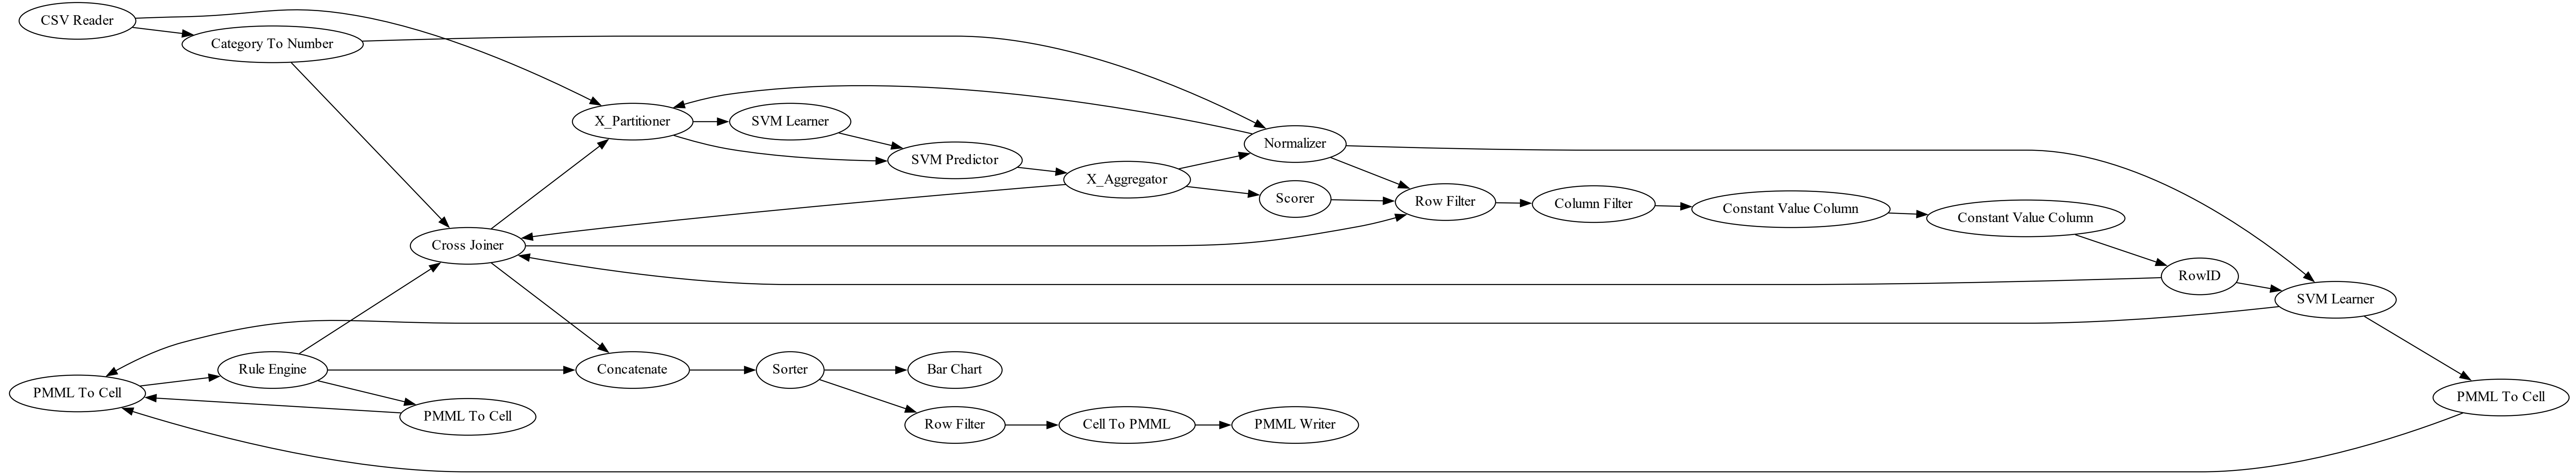 CSV Reader
Category To Number
X_Partitioner
SVM Learner
Normalizer
SVM Predictor
X_Aggregator
Scorer
Row Filter
Column Filter
Constant Value Column
Constant Value Column
Cross Joiner
RowID
SVM Learner
Rule Engine
Concatenate
Sorter
Bar Chart
PMML To Cell
PMML To Cell
PMML To Cell
Row Filter
Cell To PMML
PMML Writer